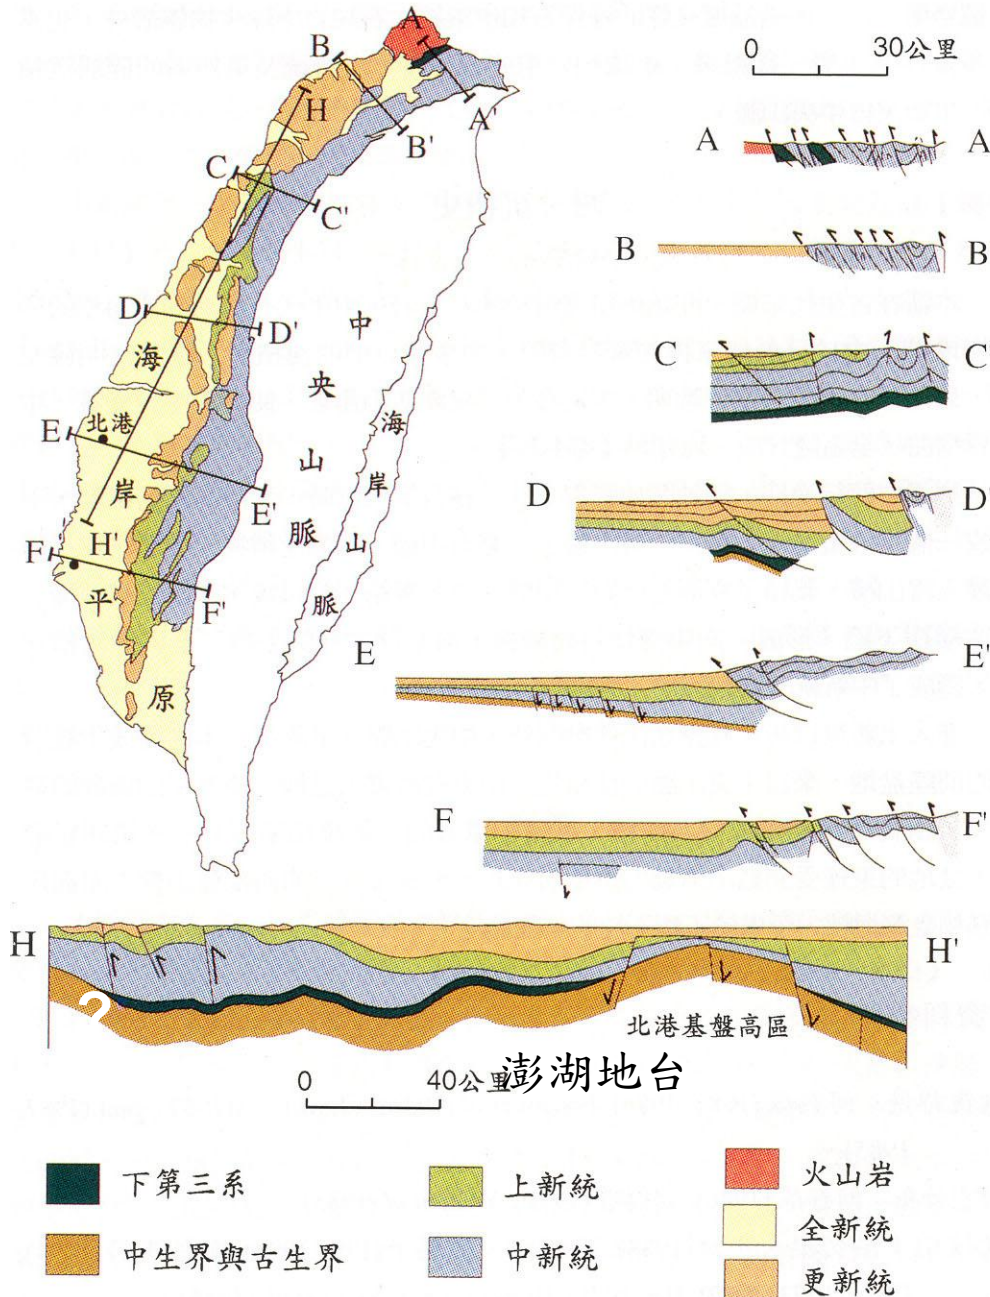 A
B
H
A'
B'
C
C'
D
D'
海
北港
E
岸
H'
E'
F
F'
平
原
中
央
山
脈
海
岸
山
脈
0 30公里
A A
B B
C C
D D'
E E'
F F'
H H'
?
北港基盤高區
澎湖地台
0 40公里
下第三系
上新統
火山岩
全新統
中生界與古生界
中新統
更新統